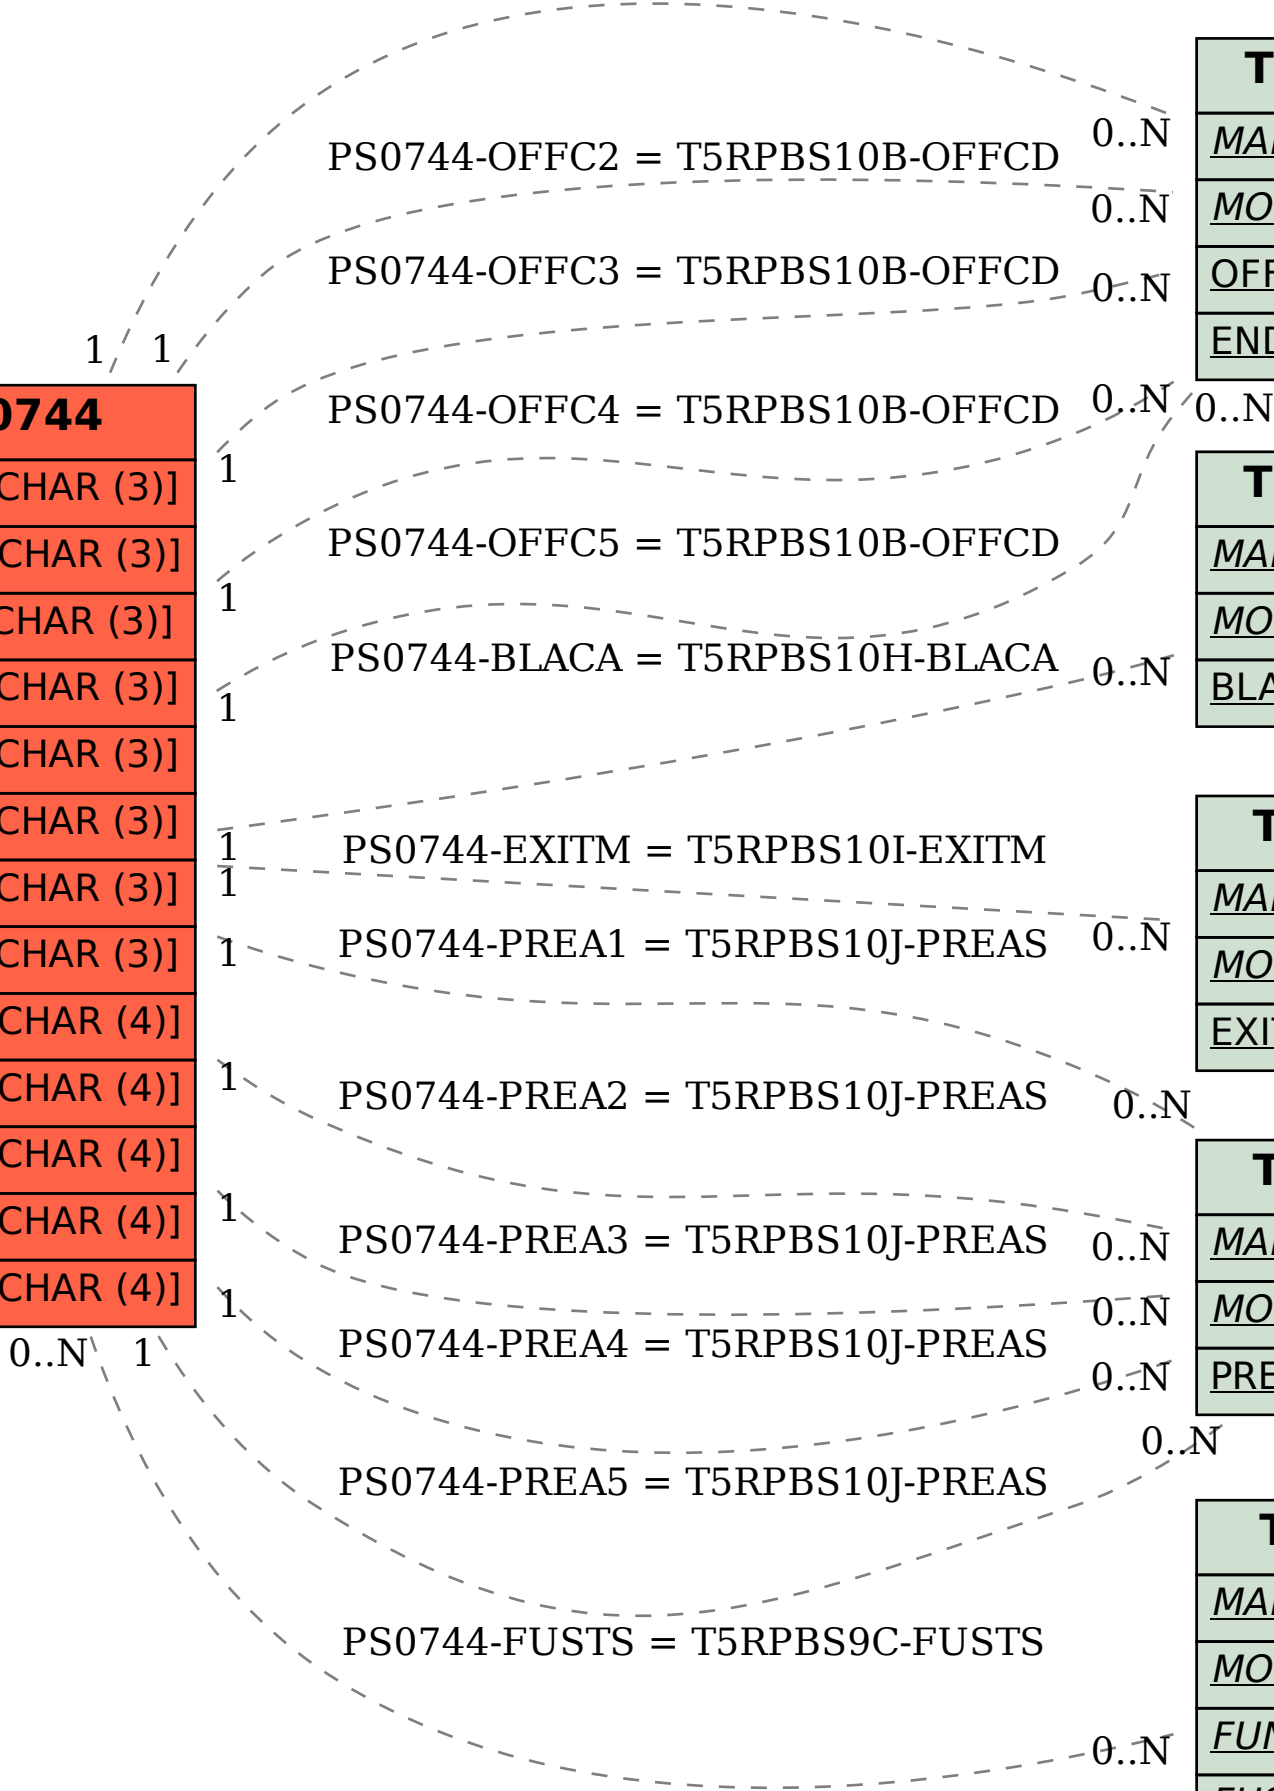 0744
CHAR (3)]
CHAR (3)]
CHAR (3)]
CHAR (3)]
CHAR (3)]
CHAR (3)]
CHAR (3)]
CHAR (3)]
CHAR (4)]
CHAR (4)]
CHAR (4)]
CHAR (4)]
CHAR (4)]
1
1
1
1
1
1
1
1
1
1
1
0..N
1
PS0744-OFFC2 = T5RPBS10B-OFFCD
PS0744-OFFC3 = T5RPBS10B-OFFCD
PS0744-OFFC4 = T5RPBS10B-OFFCD
PS0744-OFFC5 = T5RPBS10B-OFFCD
PS0744-BLACA = T5RPBS10H-BLACA
PS0744-EXITM = T5RPBS10I-EXITM
PS0744-PREA1 = T5RPBS10J-PREAS
PS0744-PREA2 = T5RPBS10J-PREAS
PS0744-PREA3 = T5RPBS10J-PREAS
PS0744-PREA4 = T5RPBS10J-PREAS
PS0744-PREA5 = T5RPBS10J-PREAS
PS0744-FUSTS = T5RPBS9C-FUSTS
0..N
0..N
0..N
0..N
0..N
0..N
0..N
0..N
0..N
0..N
0..N
0..N
0..N
T
MA
MO
OFF
END
T
MA
MO
BLA
T
MA
MO
EXIT
T
MA
MO
PRE
T
MA
MO
FUN